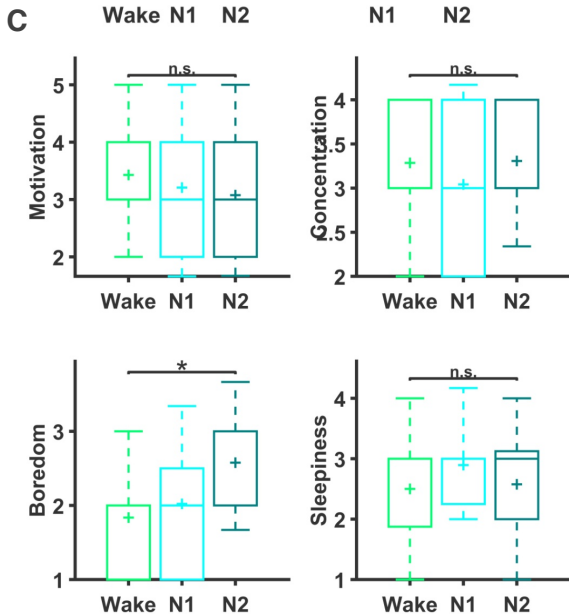 C
Wake N1 N2
N1 N2
n.s.
Motivation
5
4
3
2
Wake N1 N2
n.s.
Concentration
4
3.5
3
2.5
2
Wake N1 N2
*
Boredom
3
2
1
Wake N1 N2
n.s.
Sleepiness
4
3
2
1
Wake N1 N2